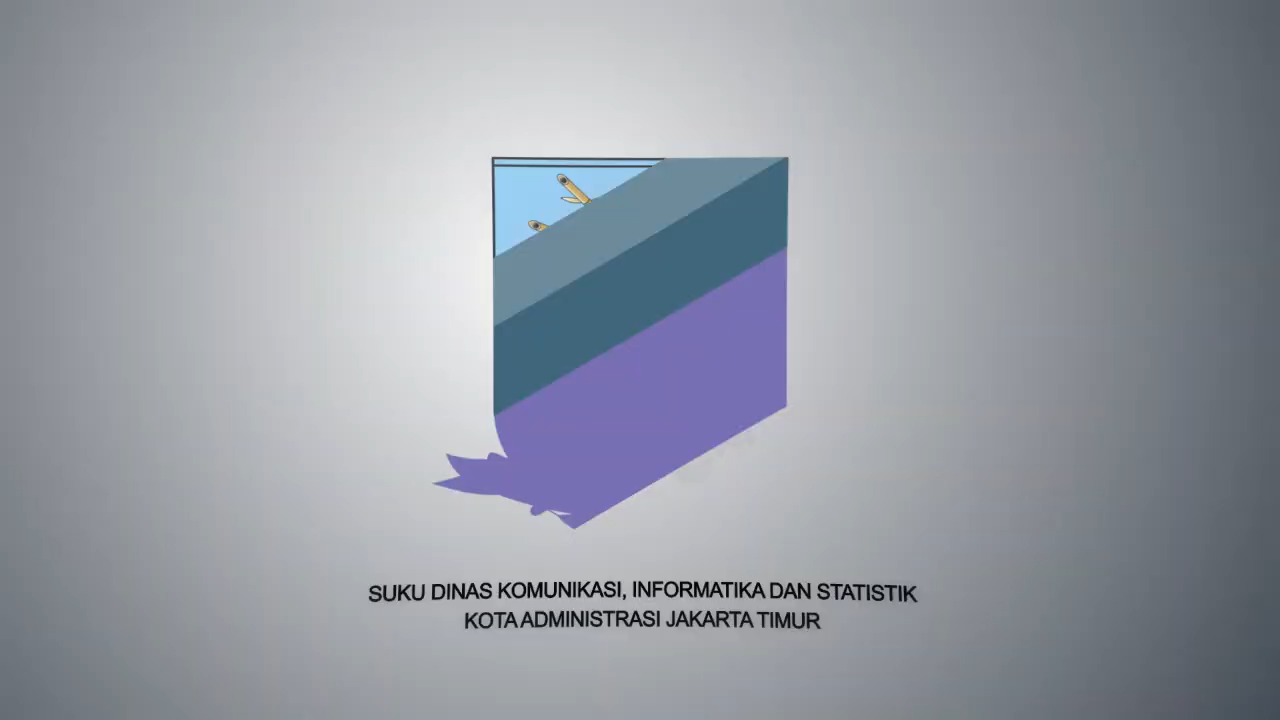 SUKU DINAS KOMUNIKASI, INFORMATIKA DAN STATISTIK
KOTA ADMINISTRASI JAKARTA TIMUR